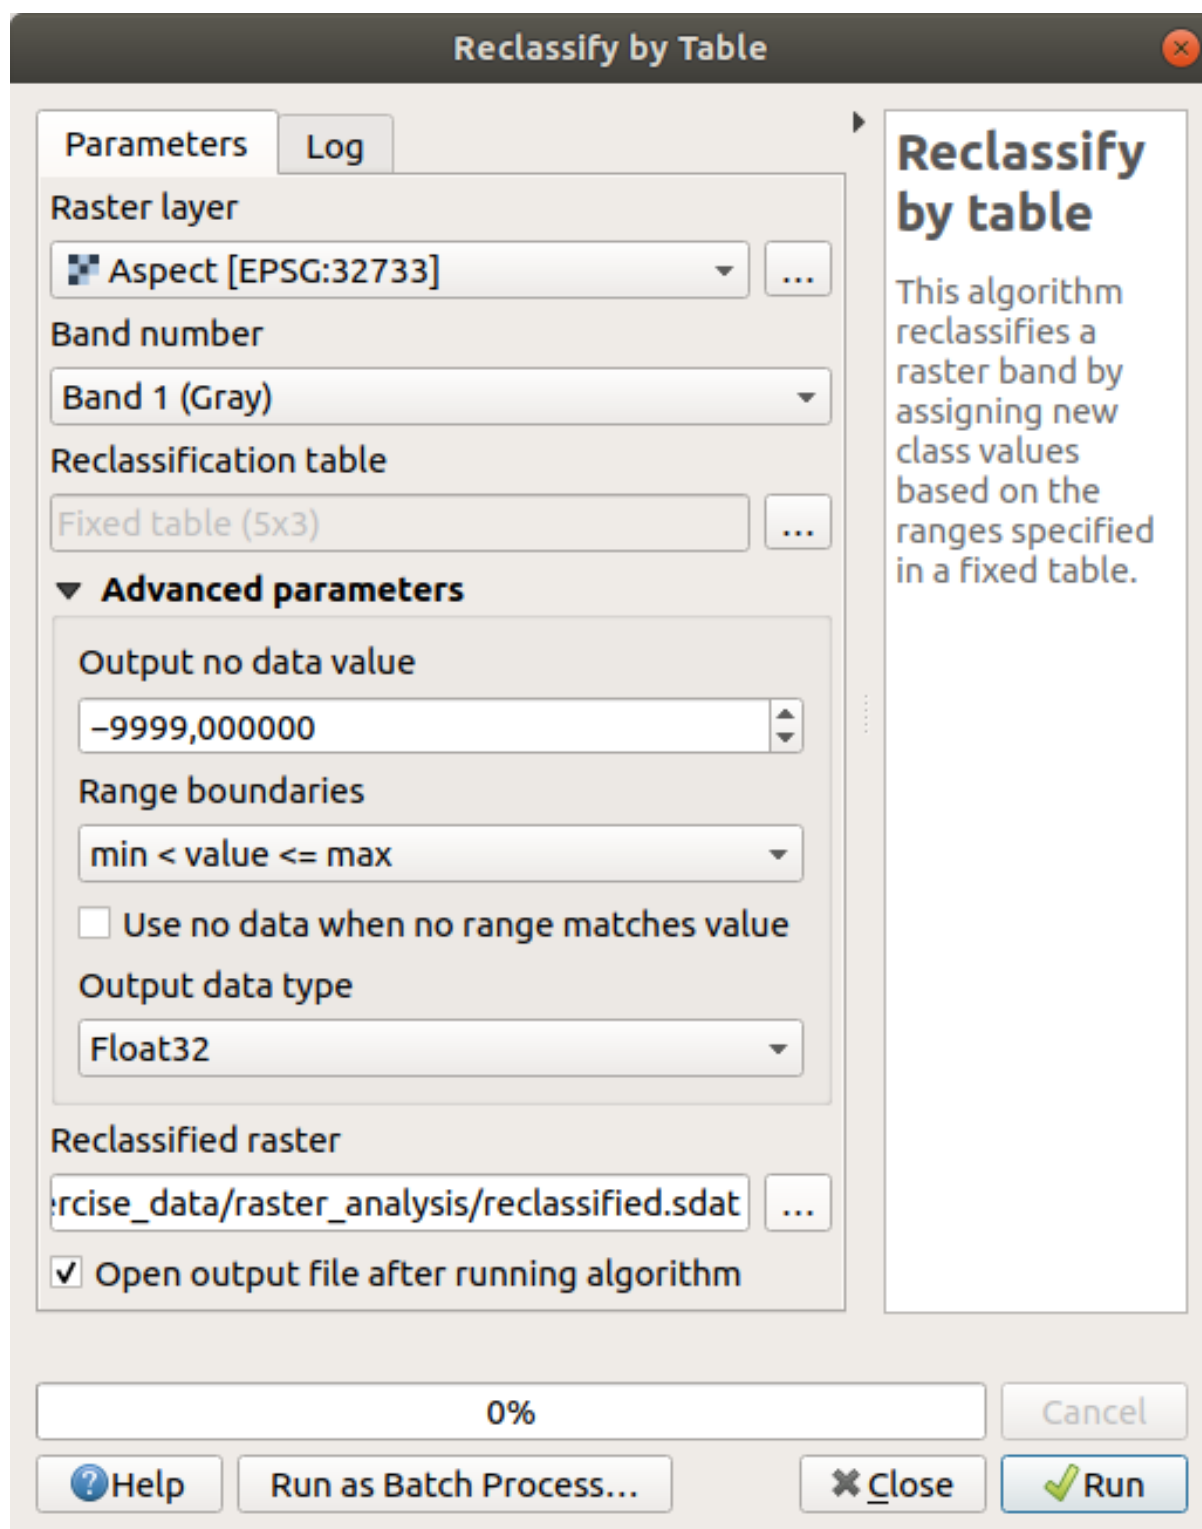 Reclassify by Table
Parameters
Log
Raster layer
Aspect [EPSG:32733]
...
Band number
Band 1 (Gray)
Reclassification table
Fixed table (5x3)
...
Advanced parameters
Output no data value
−9999,000000
Range boundaries
min < value <= max
Use no data when no range matches value
Output data type
Float32
Reclassified raster
rcise_data/raster_analysis/reclassified.sdat
...
Open output file after running algorithm
Reclassify
by table
This algorithm
reclassifies a
raster band by
assigning new
class values
based on the
ranges specified
in a fixed table.
0%
Cancel
Help
Run as Batch Process...
Close
Run